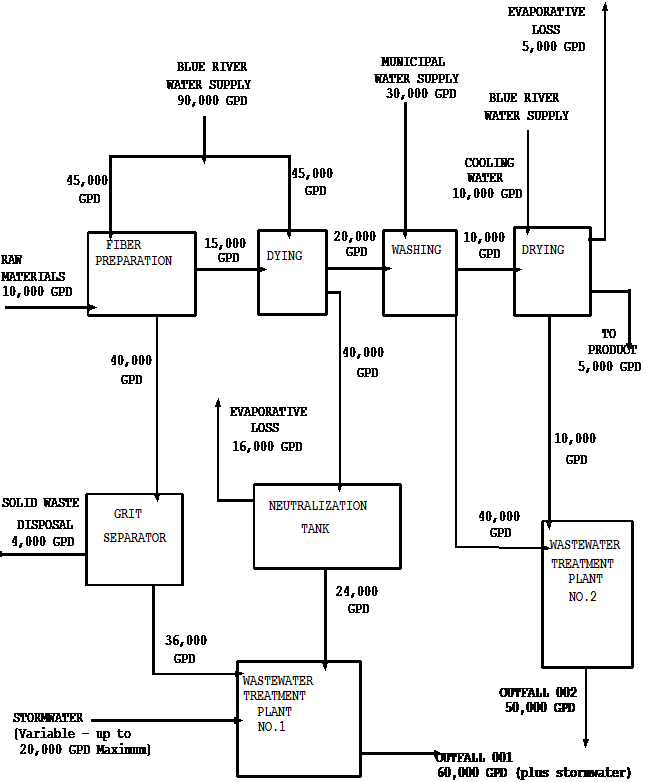 EVAPORATIVE
LOSS
5,000 GPD
BLUE RIVER
WATER SUPPLY
90,000 GPD
MUNICIPAL
WATER SUPPLY
30,000 GPD
BLUE RIVER
WATER SUPPLY
COOLING
WATER
10,000 GPD
45,000
GPD
45,000
GPD
RAW
MATERIALS
10,000 GPD
FIBER
PREPARATION
15,000
GPD
DYING
20,000
GPD
WASHING
10,000
GPD
DRYING
TO
PRODUCT
5,000 GPD
40,000
GPD
40,000
GPD
EVAPORATIVE
LOSS
16,000 GPD
10,000
GPD
SOLID WASTE
DISPOSAL
4,000 GPD
GRIT
SEPARATOR
NEUTRALIZATION
TANK
40,000
GPD
WASTEWATER
TREATMENT
PLANT
NO.2
24,000
GPD
36,000
GPD
WASTEWATER
TREATMENT
PLANT
NO.1
STORMWATER
(Variable - up to
20,000 GPD Maximum)
OUTFALL 002
50,000 GPD
OUTFALL 001
60,000 GPD (plus stormwater)